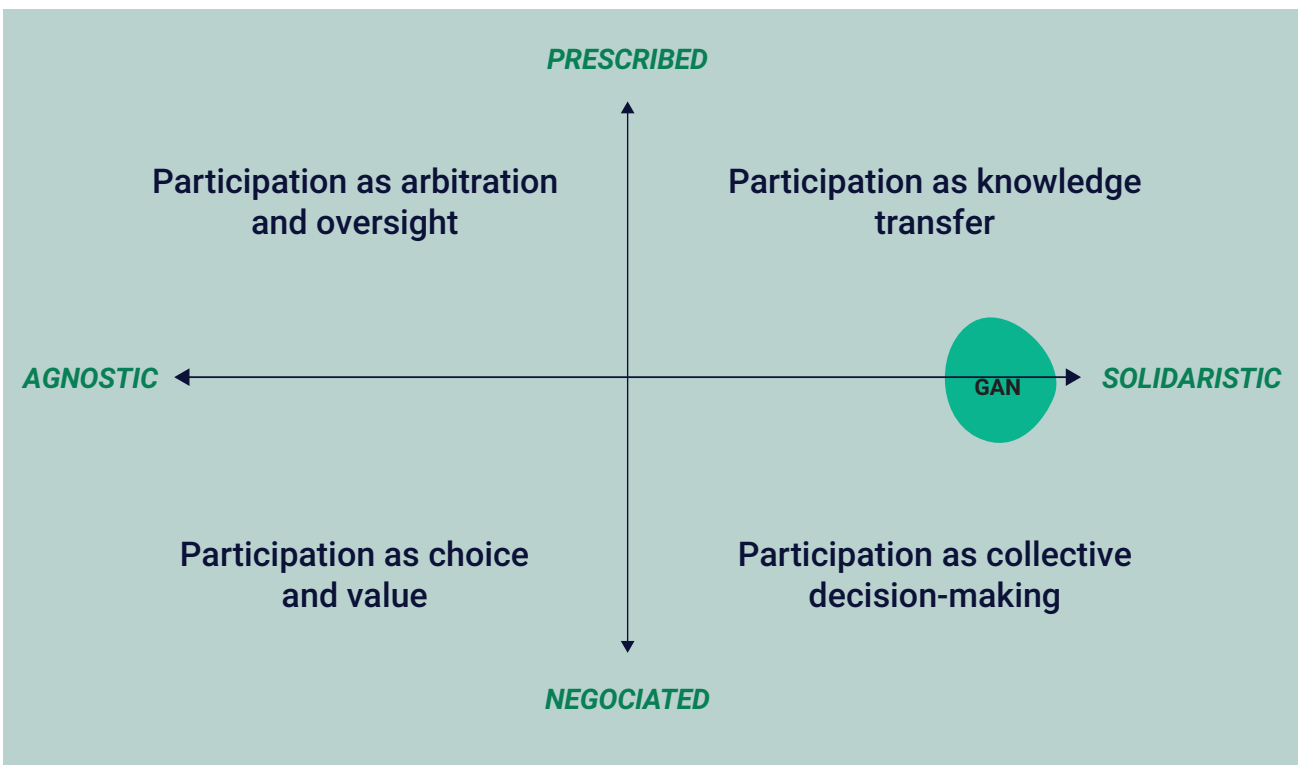 PRESCRIBED
Participation as arbitration
and oversight
Participation as knowledge
transfer
AGNOSTIC
GAN
SOLIDARISTIC
Participation as choice
and value
Participation as collective
decision-making
NEGOCIATED